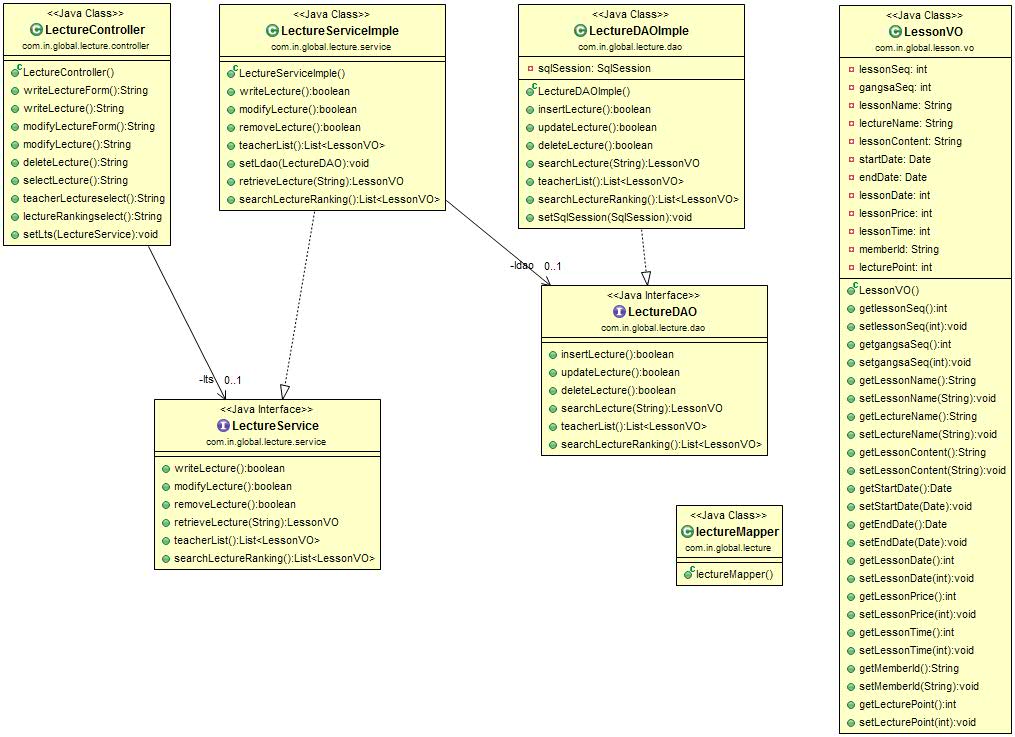 <<Java Class>>
LectureController
com.in.global.lecture.controller
LectureController()
writeLectureForm():String
writeLecture():String
modifyLectureForm():String
modifyLecture():String
deleteLecture():String
selectLecture():String
teacherLectureselect():String
lectureRankingselect():String
setLts(LectureService):void
<<Java Class>>
LectureServiceImple
com.in.global.lecture.service
LectureServiceImple()
writeLecture():boolean
modifyLecture():boolean
removeLecture():boolean
teacherList():List<LessonVO>
setLdao(LectureDAO):void
retrieveLecture(String):LessonVO
searchLectureRanking():List<LessonVO>
<<Java Class>>
LectureDAOImple
com.in.global.lecture.dao
sqlSession: SqlSession
LectureDAOImple()
insertLecture():boolean
updateLecture():boolean
deleteLecture():boolean
searchLecture(String):LessonVO
teacherList():List<LessonVO>
searchLectureRanking():List<LessonVO>
setSqlSession(SqlSession):void
<<Java Class>>
LessonVO
com.in.global.lesson.vo
lessonSeq: int
gangsaSeq: int
lessonName: String
lectureName: String
lessonContent: String
startDate: Date
endDate: Date
lessonDate: int
lessonPrice: int
lessonTime: int
memberId: String
lecturePoint: int
LessonVO()
getlessonSeq():int
setlessonSeq(int):void
getgangsaSeq():int
setgangsaSeq(int):void
getLessonName():String
setLessonName(String):void
getLectureName():String
setLectureName(String):void
getLessonContent():String
setLessonContent(String):void
getStartDate():Date
setStartDate(Date):void
getEndDate():Date
setEndDate(Date):void
getLessonDate():int
setLessonDate(int):void
getLessonPrice():int
setLessonPrice(int):void
getLessonTime():int
setLessonTime(int):void
getMemberId():String
setMemberId(String):void
getLecturePoint():int
setLecturePoint(int):void
-ldao 0..1
<<Java Interface>>
LectureDAO
com.in.global.lecture.dao
insertLecture():boolean
updateLecture():boolean
deleteLecture():boolean
searchLecture(String):LessonVO
teacherList():List<LessonVO>
searchLectureRanking():List<LessonVO>
-lts 0..1
<<Java Interface>>
LectureService
com.in.global.lecture.service
writeLecture():boolean
modifyLecture():boolean
removeLecture():boolean
retrieveLecture(String):LessonVO
teacherList():List<LessonVO>
searchLectureRanking():List<LessonVO>
<<Java Class>>
lectureMapper
com.in.global.lecture
lectureMapper()